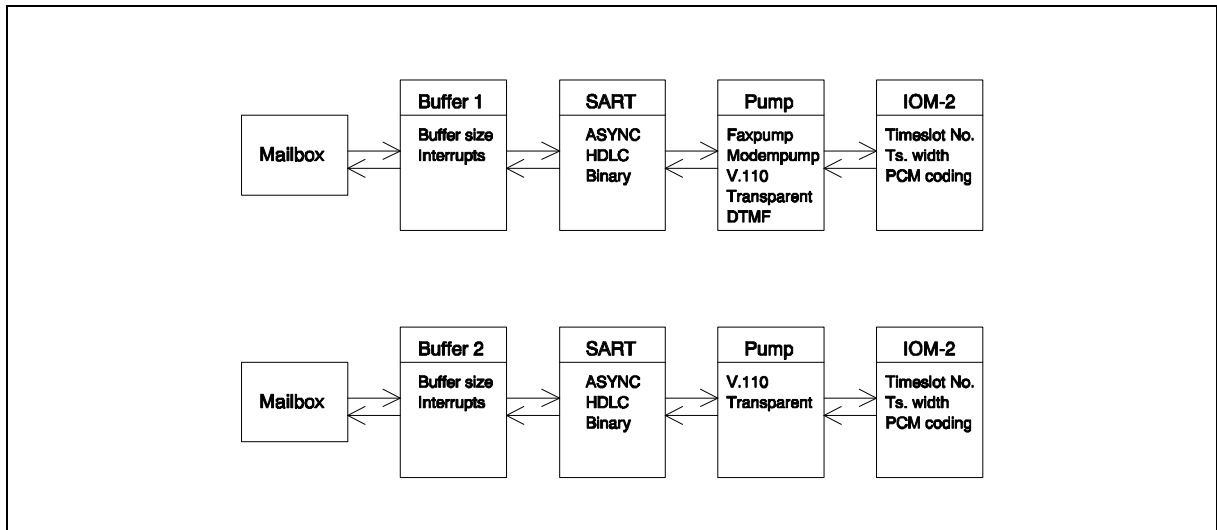 Mailbox
Buffer 1
Buffer size
Interrupts
SART
ASYNC
HDLC
Binary
Pump
Faxpump
Modempump
V.110
Transparent
DTMF
IOM-2
Timeslot No.
Ts. width
PCM coding
Mailbox
Buffer 2
Buffer size
Interrupts
SART
ASYNC
HDLC
Binary
Pump
V.110
Transparent
IOM-2
Timeslot No.
Ts. width
PCM coding